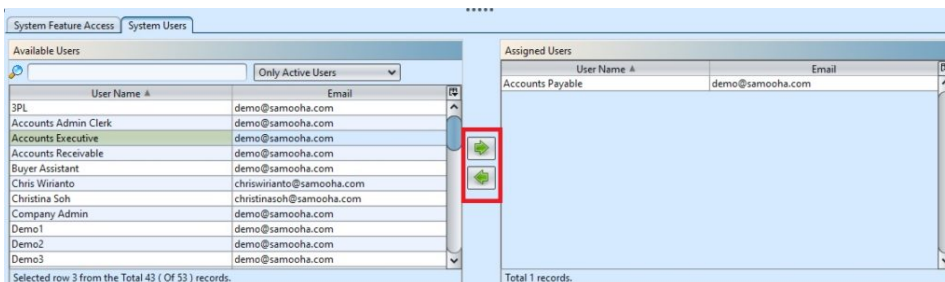 System Feature Access System Users
Available Users
Only Active Users
User Name Email
3PL demo@samooha.com
Accounts Admin Clerk demo@samooha.com
Accounts Executive demo@samooha.com
Accounts Receivable demo@samooha.com
Buyer Assistant demo@samooha.com
Chris Wirianto chriswirianto@samooha.com
Christina Soh christinasoh@samooha.com
Company Admin demo@samooha.com
Demo1 demo@samooha.com
Demo2 demo@samooha.com
Demo3 demo@samooha.com
Selected row 3 from the Total 43 ( Of 53 ) records.
Assigned Users
User Name Email
Accounts Payable demo@samooha.com
Total 1 records.